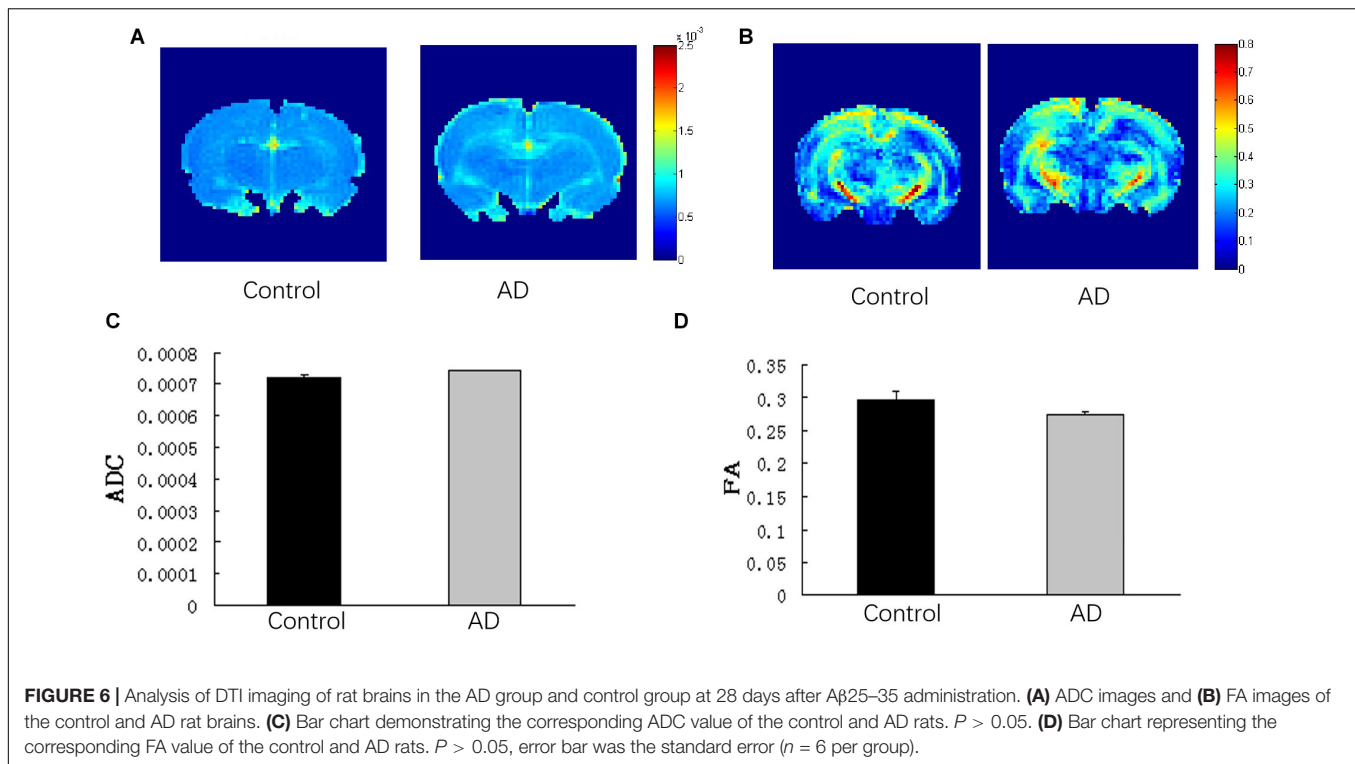 A
B
× 10⁻³
2.5
2
1.5
1
0.5
0
0.8
0.7
0.6
0.5
0.4
0.3
0.2
0.1
0
Control
AD
Control
AD
C
D
0.0008
0.0007
0.0006
0.0005
0.0004
0.0003
0.0002
0.0001
0
ADC
Control
AD
0.35
0.3
0.25
0.2
0.15
0.1
0.05
0
FA
Control
AD
FIGURE 6 | Analysis of DTI imaging of rat brains in the AD group and control group at 28 days after Aβ25–35 administration. (A) ADC images and (B) FA images of
the control and AD rat brains. (C) Bar chart demonstrating the corresponding ADC value of the control and AD rats. P > 0.05. (D) Bar chart representing the
corresponding FA value of the control and AD rats. P > 0.05, error bar was the standard error (n = 6 per group).